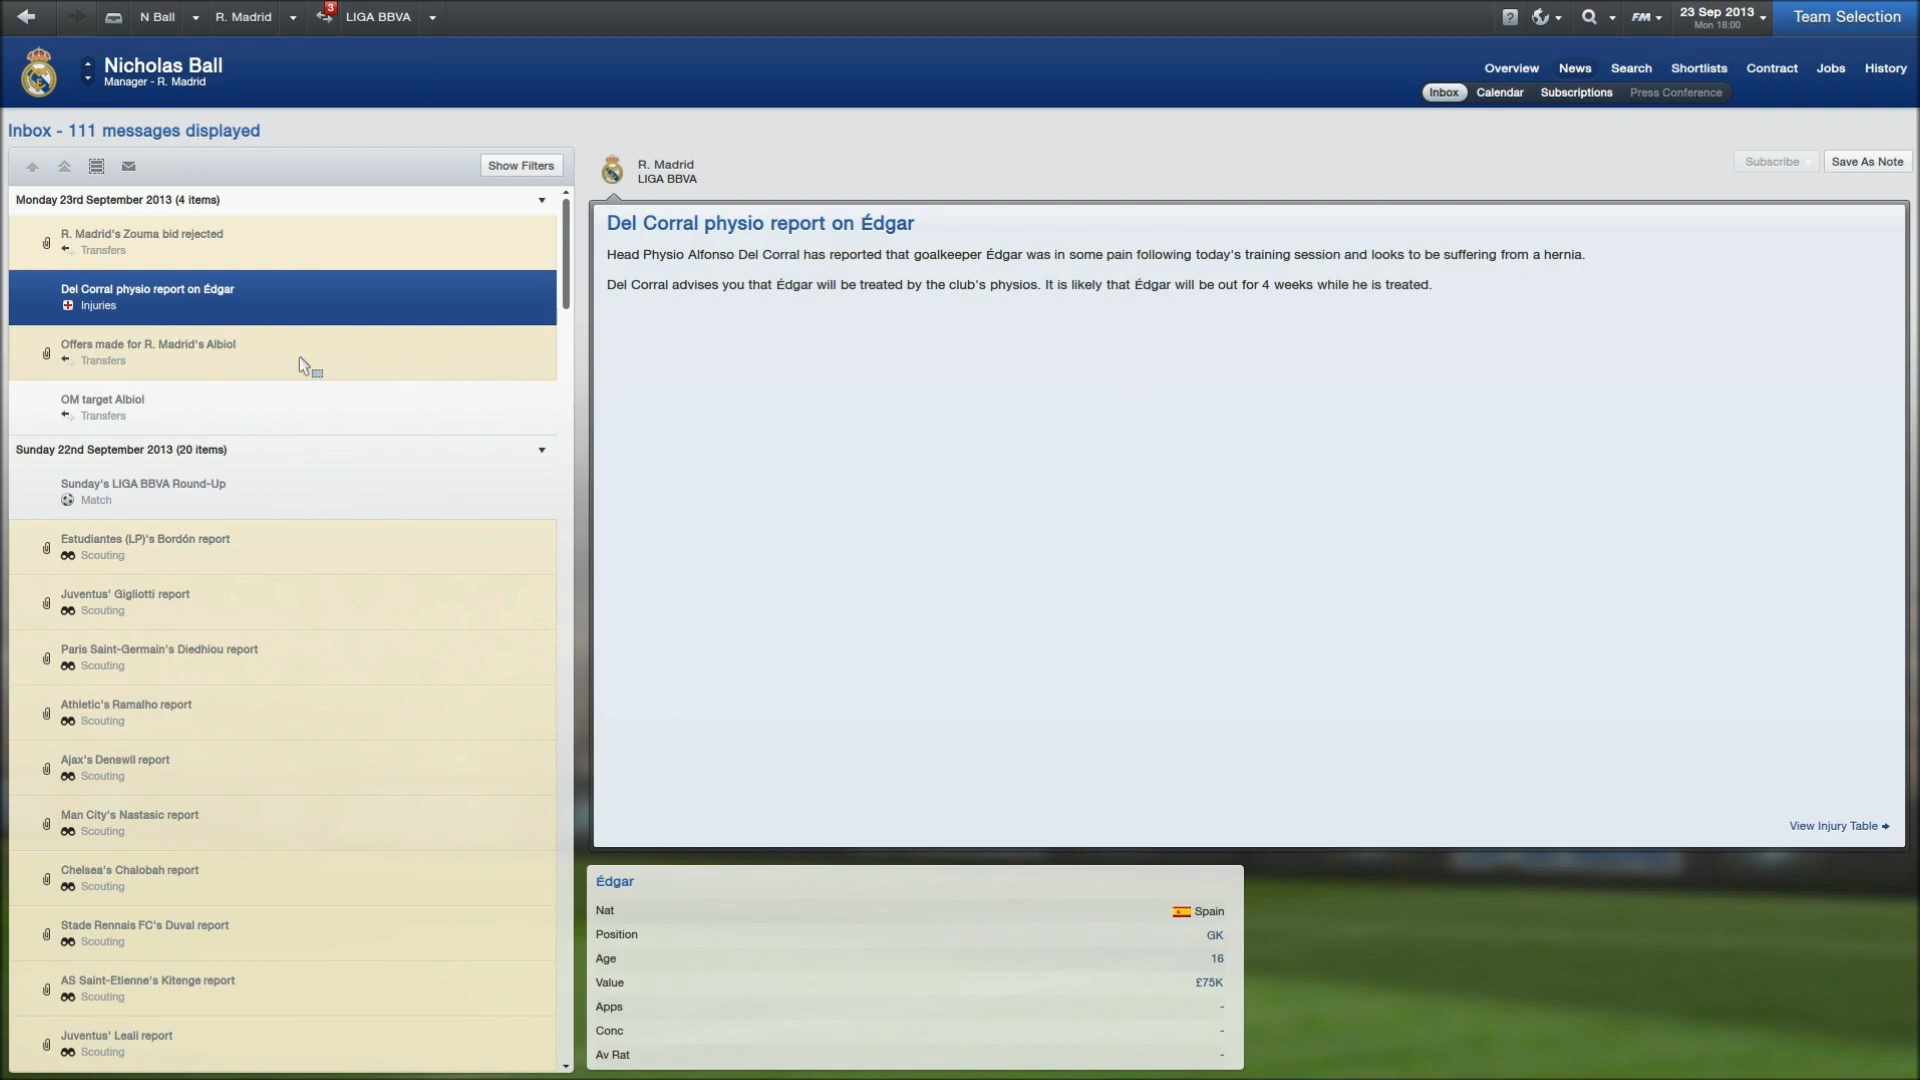 N Ball
R. Madrid
3
LIGA BBVA
?
FM
23 Sep 2013
Mon 18:00
Team Selection
Nicholas Ball
Manager - R. Madrid
Overview
News
Search
Shortlists
Contract
Jobs
History
Inbox
Calendar
Subscriptions
Press Conference
Inbox - 111 messages displayed
Show Filters
Monday 23rd September 2013 (4 items)
R. Madrid's Zouma bid rejected
Transfers
Del Corral physio report on Édgar
Injuries
Offers made for R. Madrid's Albiol
Transfers
OM target Albiol
Transfers
Sunday 22nd September 2013 (20 items)
Sunday's LIGA BBVA Round-Up
Match
Estudiantes (LP)'s Bordón report
Scouting
Juventus' Gigliotti report
Scouting
Paris Saint-Germain's Diedhiou report
Scouting
Athletic's Ramalho report
Scouting
Ajax's Denswil report
Scouting
Man City's Nastasic report
Scouting
Chelsea's Chalobah report
Scouting
Stade Rennais FC's Duval report
Scouting
AS Saint-Etienne's Kitenge report
Scouting
Juventus' Leali report
Scouting
R. Madrid
LIGA BBVA
Subscribe
Save As Note
Del Corral physio report on Édgar
Head Physio Alfonso Del Corral has reported that goalkeeper Édgar was in some pain following today's training session and looks to be suffering from a hernia.
Del Corral advises you that Édgar will be treated by the club's physios. It is likely that Édgar will be out for 4 weeks while he is treated.
View Injury Table
Édgar
Nat Spain
Position GK
Age 16
Value £75K
Apps -
Conc -
Av Rat -